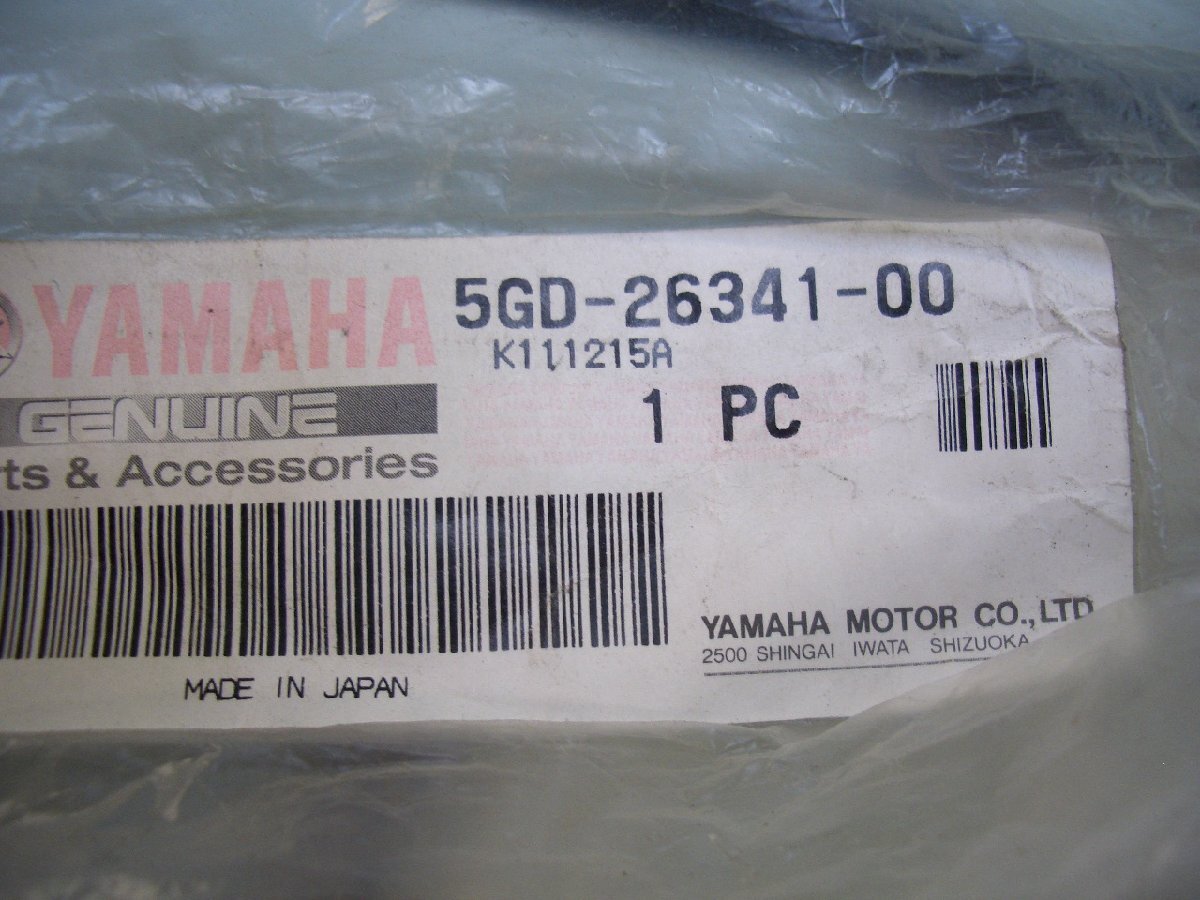 YAMAHA
GENUINE
ts & Accessories
5GD-26341-00
K111215A
1 PC
YAMAHA MOTOR CO., LTD
2500 SHINGAI IWATA SHIZUOKA
MADE IN JAPAN